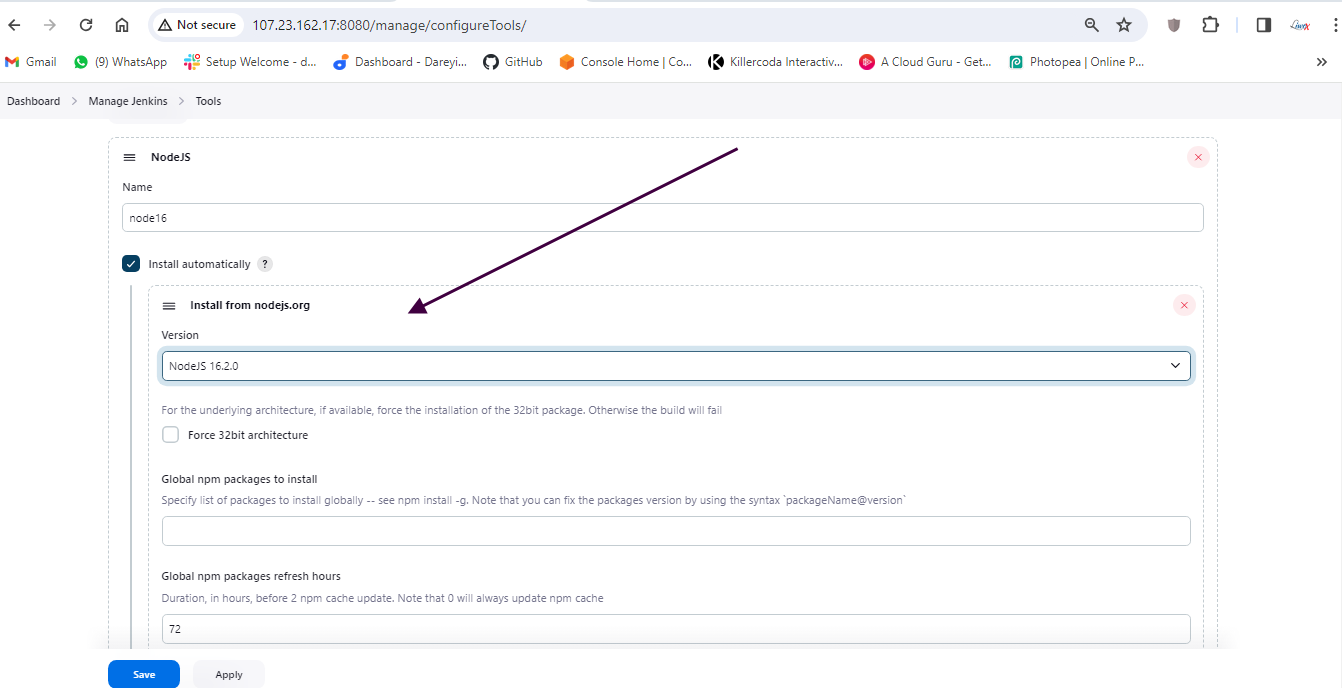 Not secure 107.23.162.17:8080/manage/configureTools/
Gmail (9) WhatsApp Setup Welcome - d... Dashboard - Dareyi... GitHub Console Home | Co... Killercoda Interactiv... A Cloud Guru - Get... Photopea | Online P... »
Dashboard > Manage Jenkins > Tools
NodeJS
Name
node16
Install automatically ?
Install from nodejs.org
Version
NodeJS 16.2.0
For the underlying architecture, if available, force the installation of the 32bit package. Otherwise the build will fail
Force 32bit architecture
Global npm packages to install
Specify list of packages to install globally -- see npm install -g. Note that you can fix the packages version by using the syntax `packageName@version`
Global npm packages refresh hours
Duration, in hours, before 2 npm cache update. Note that 0 will always update npm cache
72
Save Apply